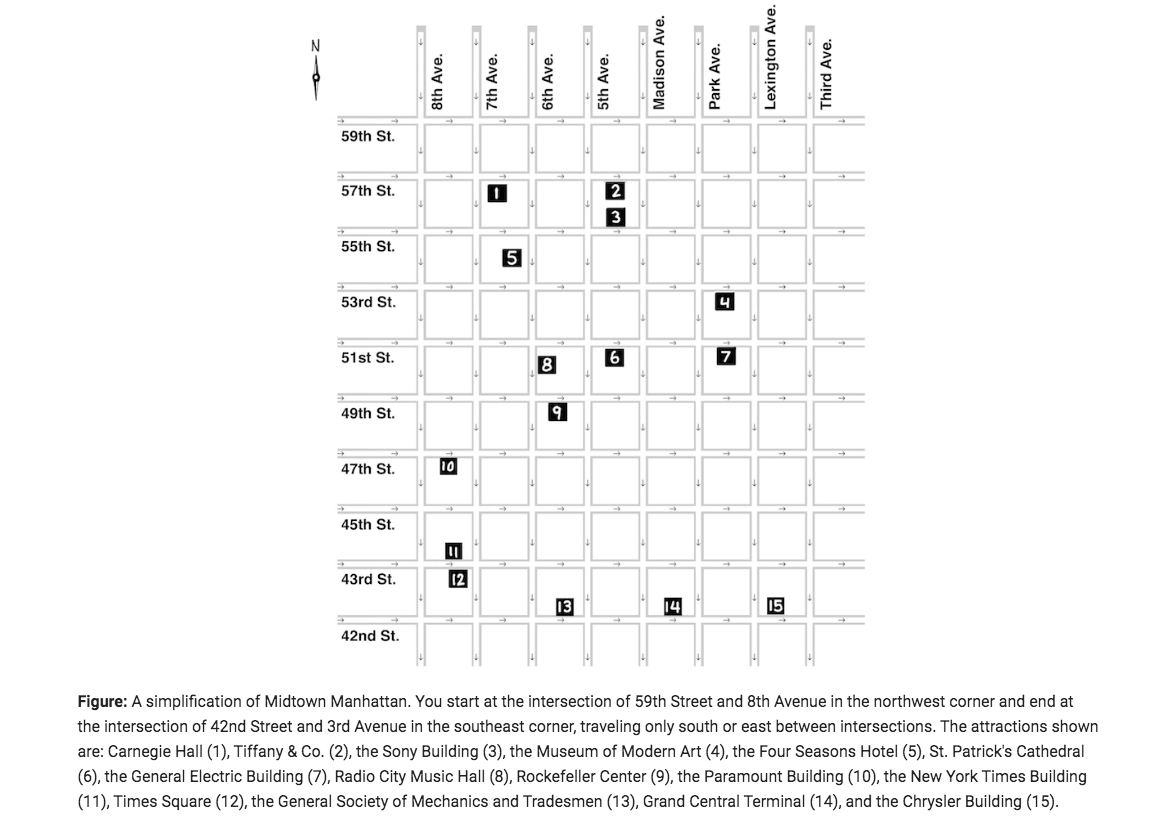 N
8th Ave.
7th Ave.
6th Ave.
5th Ave.
Madison Ave.
Park Ave.
Lexington Ave.
Third Ave.
59th St.
57th St.
1
2
3
55th St.
5
53rd St.
4
51st St.
8
6
7
49th St.
9
47th St.
10
45th St.
11
43rd St.
12
13
14
15
42nd St.
Figure: A simplification of Midtown Manhattan. You start at the intersection of 59th Street and 8th Avenue in the northwest corner and end at
the intersection of 42nd Street and 3rd Avenue in the southeast corner, traveling only south or east between intersections. The attractions shown
are: Carnegie Hall (1), Tiffany & Co. (2), the Sony Building (3), the Museum of Modern Art (4), the Four Seasons Hotel (5), St. Patrick's Cathedral
(6), the General Electric Building (7), Radio City Music Hall (8), Rockefeller Center (9), the Paramount Building (10), the New York Times Building
(11), Times Square (12), the General Society of Mechanics and Tradesmen (13), Grand Central Terminal (14), and the Chrysler Building (15).